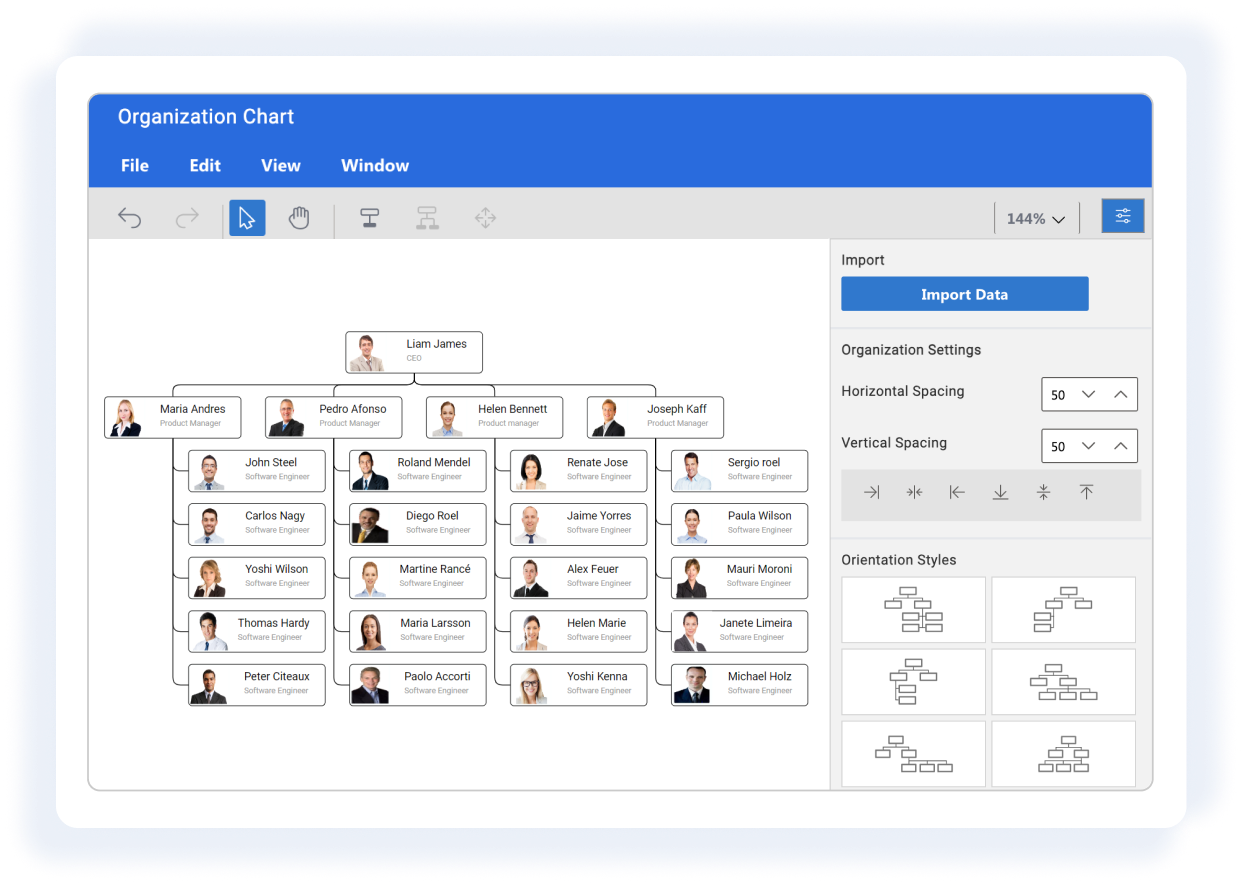 Organization Chart
File Edit View Window
144%
Import
Import Data
Organization Settings
Horizontal Spacing 50
Vertical Spacing 50
Orientation Styles
Liam James
CEO
Maria Andres
Product Manager
Pedro Afonso
Product Manager
Helen Bennett
Product manager
Joseph Kaff
Product Manager
John Steel
Software Engineer
Roland Mendel
Software Engineer
Renate Jose
Software Engineer
Sergio roel
Software Engineer
Carlos Nagy
Software Engineer
Diego Roel
Software Engineer
Jaime Yorres
Software Engineer
Paula Wilson
Software Engineer
Yoshi Wilson
Software Engineer
Martine Rancé
Software Engineer
Alex Feuer
Software Engineer
Mauri Moroni
Software Engineer
Thomas Hardy
Software Engineer
Maria Larsson
Software Engineer
Helen Marie
Software Engineer
Janete Limeira
Software Engineer
Peter Citeaux
Software Engineer
Paolo Accorti
Software Engineer
Yoshi Kenna
Software Engineer
Michael Holz
Software Engineer